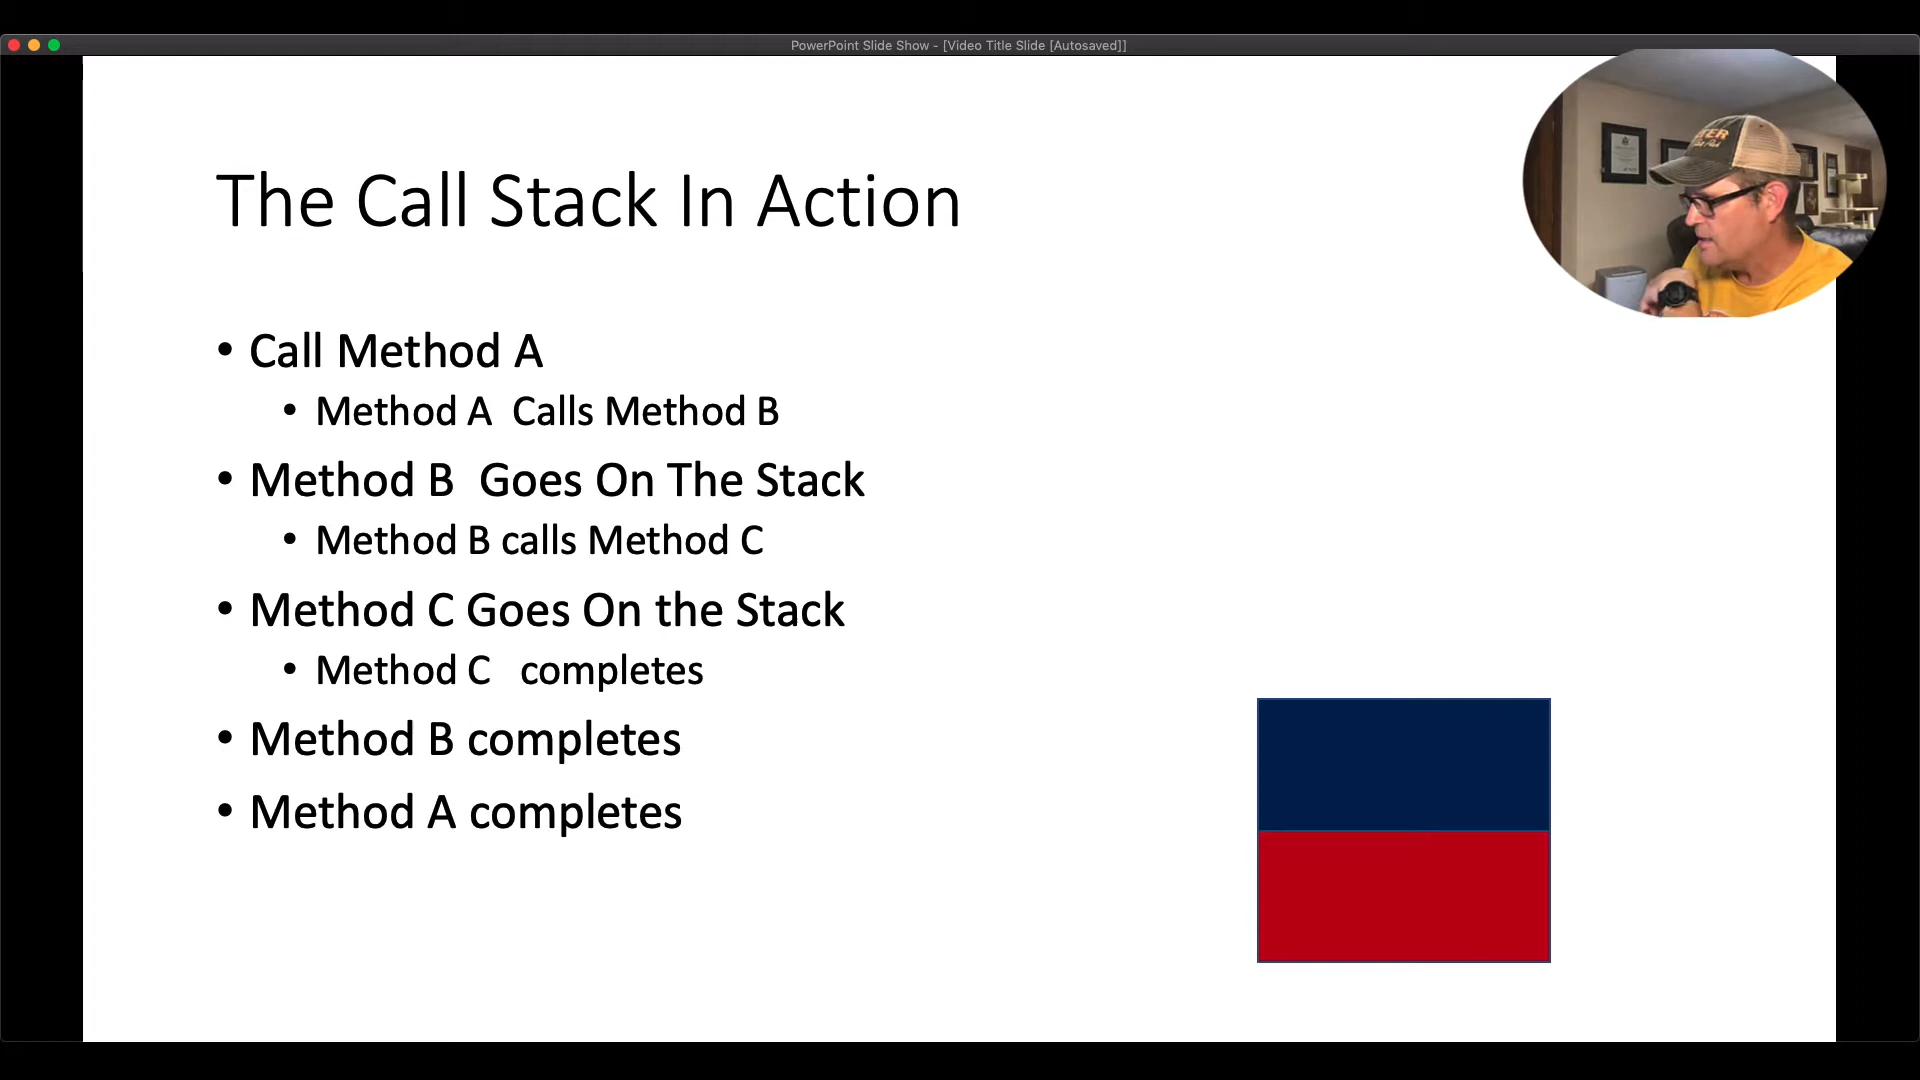 PowerPoint Slide Show - [Video Title Slide [Autosaved]]
The Call Stack In Action
• Call Method A
• Method A  Calls Method B
• Method B  Goes On The Stack
• Method B calls Method C
• Method C Goes On the Stack
• Method C   completes
• Method B completes
• Method A completes